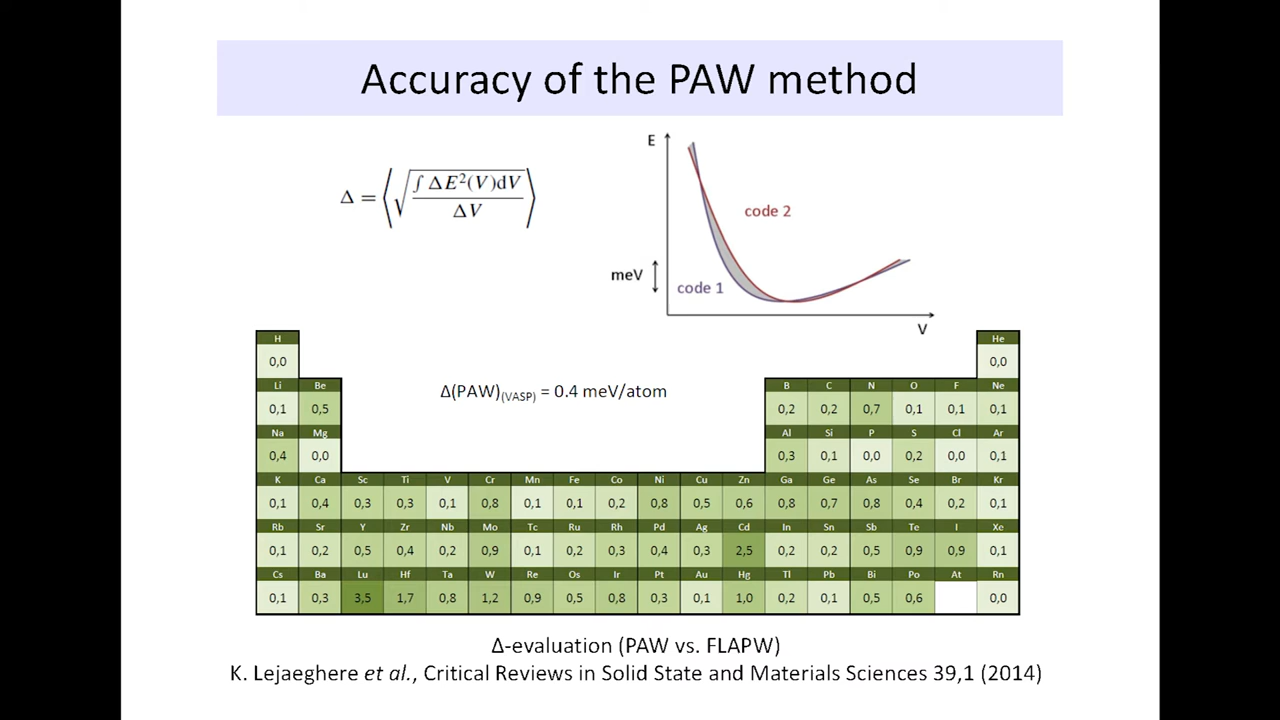 Accuracy of the PAW method
Δ = ⟨√(∫ ΔE²(V)dV / ΔV)⟩
E
code 2
meV
code 1
V
H He
0,0 0,0
Δ(PAW)(VASP) = 0.4 meV/atom
Li Be B C N O F Ne
0,1 0,5 0,2 0,2 0,7 0,1 0,1 0,1
Na Mg Al Si P S Cl Ar
0,4 0,0 0,3 0,1 0,0 0,2 0,0 0,1
K Ca Sc Ti V Cr Mn Fe Co Ni Cu Zn Ga Ge As Se Br Kr
0,1 0,4 0,3 0,3 0,1 0,8 0,1 0,1 0,2 0,8 0,5 0,6 0,8 0,7 0,8 0,4 0,2 0,1
Rb Sr Y Zr Nb Mo Tc Ru Rh Pd Ag Cd In Sn Sb Te I Xe
0,1 0,2 0,5 0,4 0,2 0,9 0,1 0,2 0,3 0,4 0,3 2,5 0,2 0,2 0,5 0,9 0,9 0,1
Cs Ba Lu Hf Ta W Re Os Ir Pt Au Hg Tl Pb Bi Po At Rn
0,1 0,3 3,5 1,7 0,8 1,2 0,9 0,5 0,8 0,3 0,1 1,0 0,2 0,1 0,5 0,6 0,0
Δ-evaluation (PAW vs. FLAPW)
K. Lejaeghere et al., Critical Reviews in Solid State and Materials Sciences 39,1 (2014)